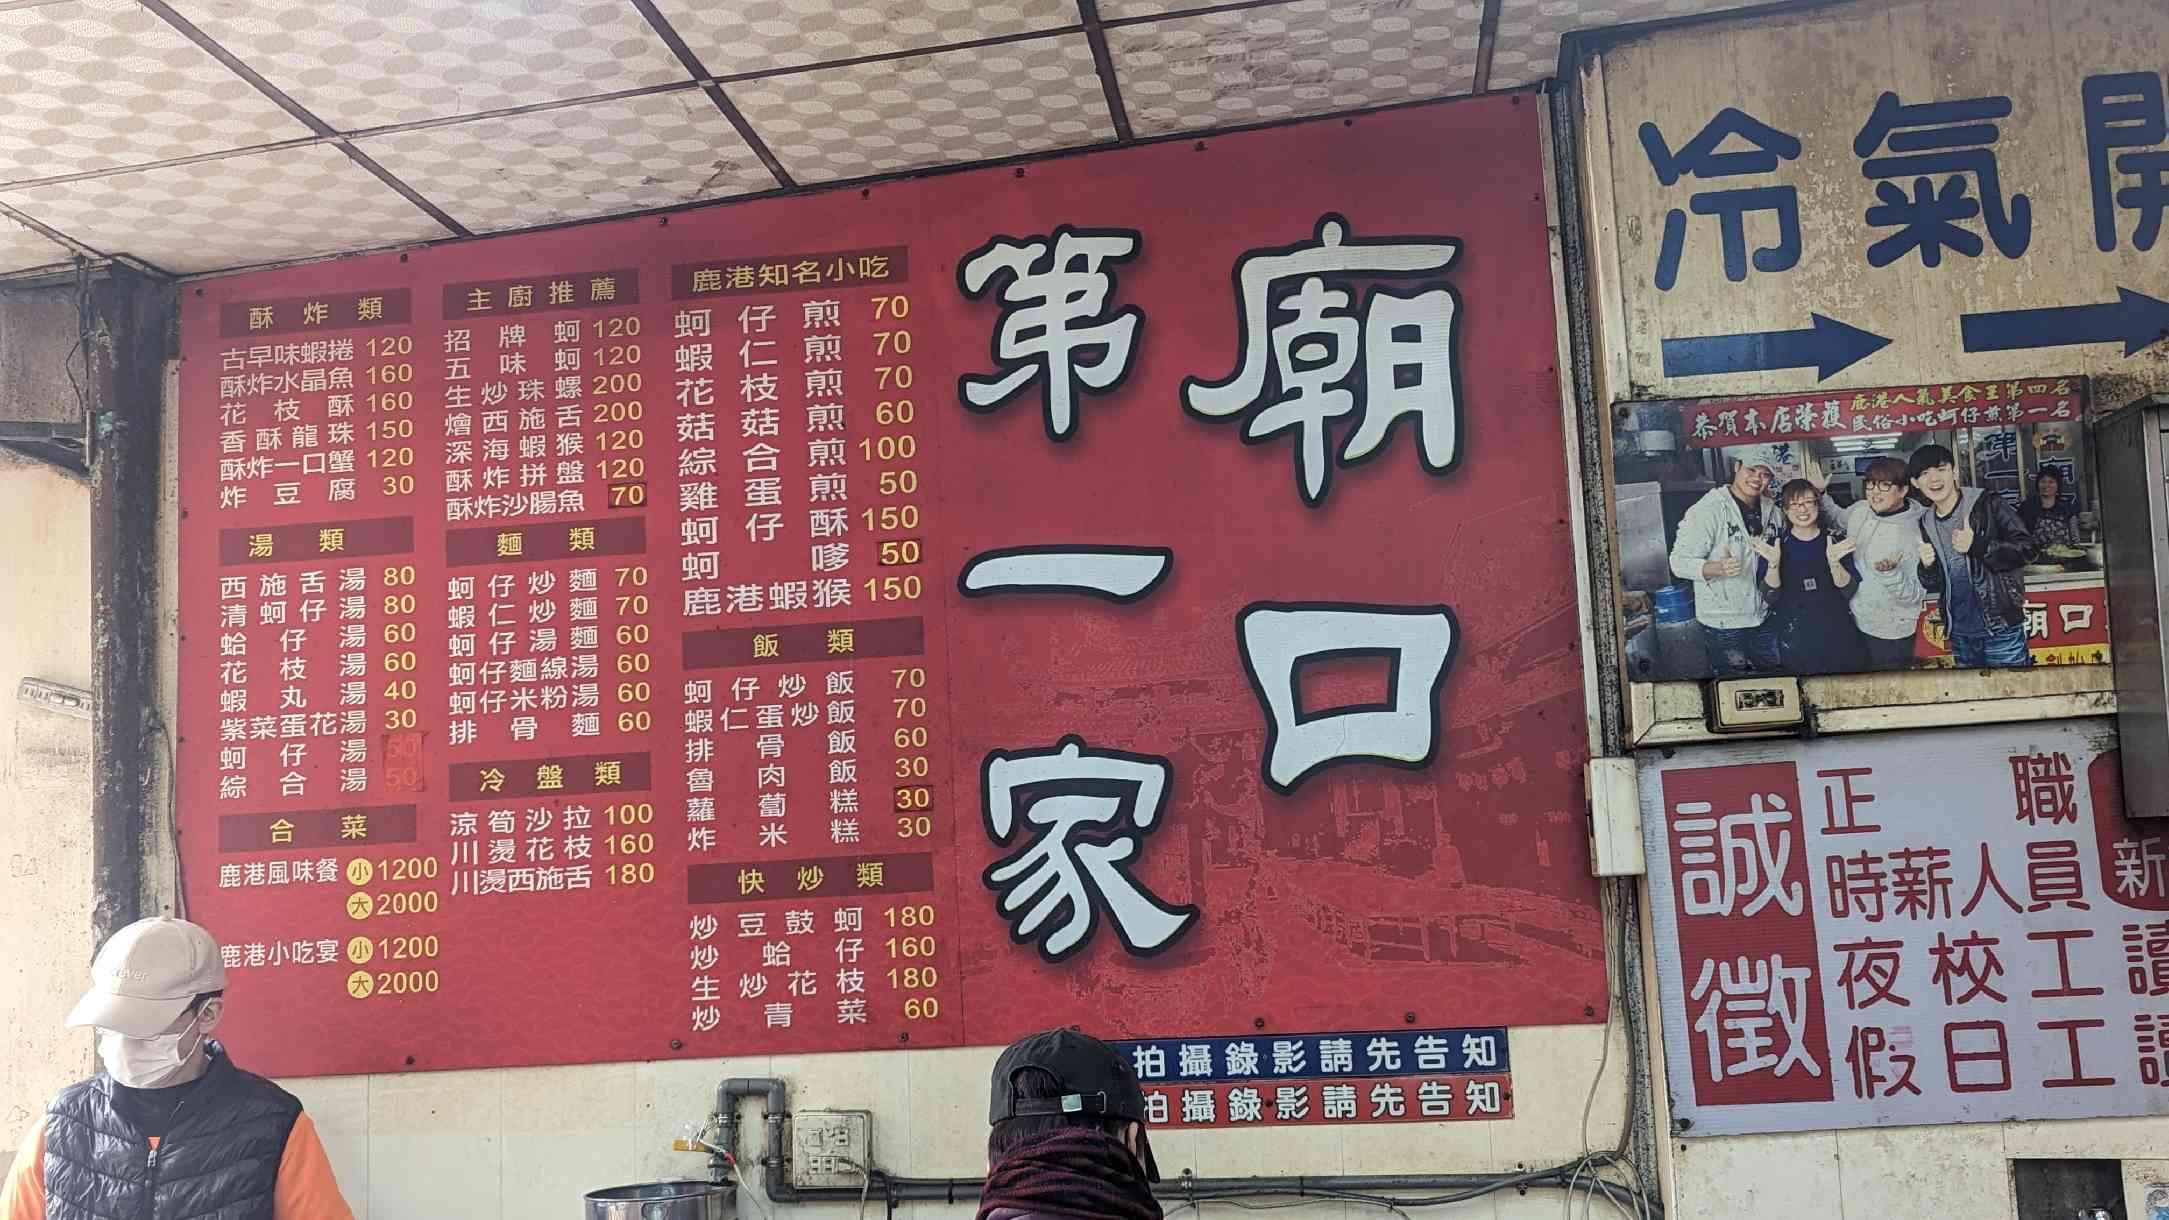 廟口
第一家
鹿港知名小吃
蚵仔煎 70
蝦仁煎 70
花枝煎 70
菇菇煎 60
綜合煎 100
雞蛋煎 50
蚵仔酥 150
蚵嗲 50
鹿港蝦猴 150
飯類
蚵仔炒飯 70
蝦仁蛋炒飯 70
排骨飯 60
魯肉飯 30
蘿蔔糕 30
炸米糕 30
快炒類
炒豆鼓蚵 180
炒蛤仔 160
生炒花枝 180
炒青菜 60
主廚推薦
招牌蚵 120
五味蚵 120
生炒珠螺 200
燴西施舌 200
深海蝦猴 120
酥炸拼盤 120
酥炸沙腸魚 70
麵類
蚵仔炒麵 70
蝦仁炒麵 70
蚵仔湯麵 60
蚵仔麵線湯 60
蚵仔米粉湯 60
排骨麵 60
冷盤類
涼筍沙拉 100
川燙花枝 160
川燙西施舌 180
酥炸類
古早味蝦捲 120
酥炸水晶魚 160
花枝酥 160
香酥龍珠 150
酥炸一口蟹 120
炸豆腐 30
湯類
西施舌湯 80
清蚵仔湯 80
蛤仔湯 60
花枝湯 60
蝦丸湯 40
紫菜蛋花湯 30
蚵仔湯 50
綜合湯 50
合菜
鹿港風味餐 小 1200
大 2000
鹿港小吃宴 小 1200
大 2000
拍攝錄影請先告知
拍攝錄影請先告知
冷氣開
恭賀本店榮獲
鹿港人氣美食王第四名
民俗小吃蚵仔煎第一名
廟口
誠徵
正職
時薪人員
夜校工讀
假日工讀
新